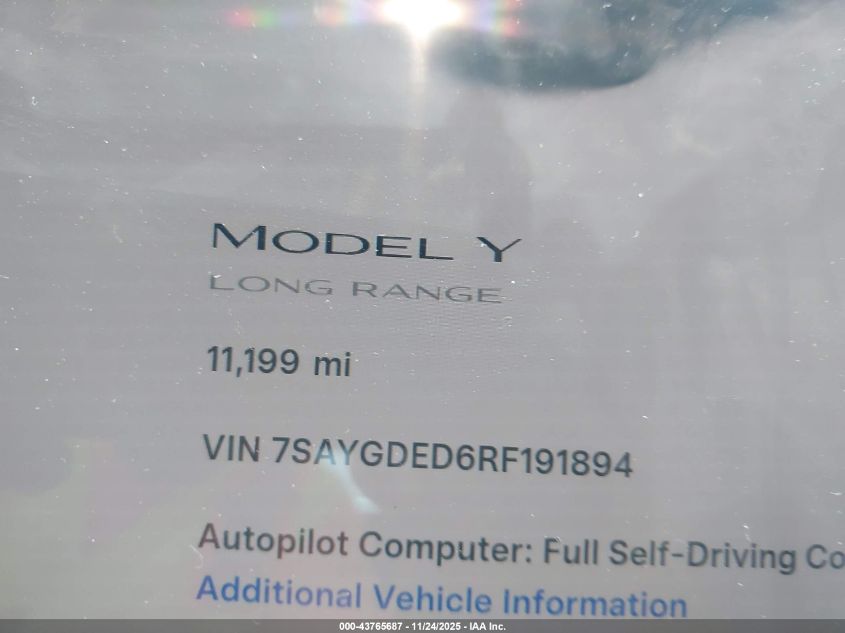 MODEL Y
LONG RANGE
11,199 mi
VIN 7SAYGDED6RF191894
Autopilot Computer: Full Self-Driving Co
Additional Vehicle Information
000-43765687 - 11/24/2025 - IAA Inc.